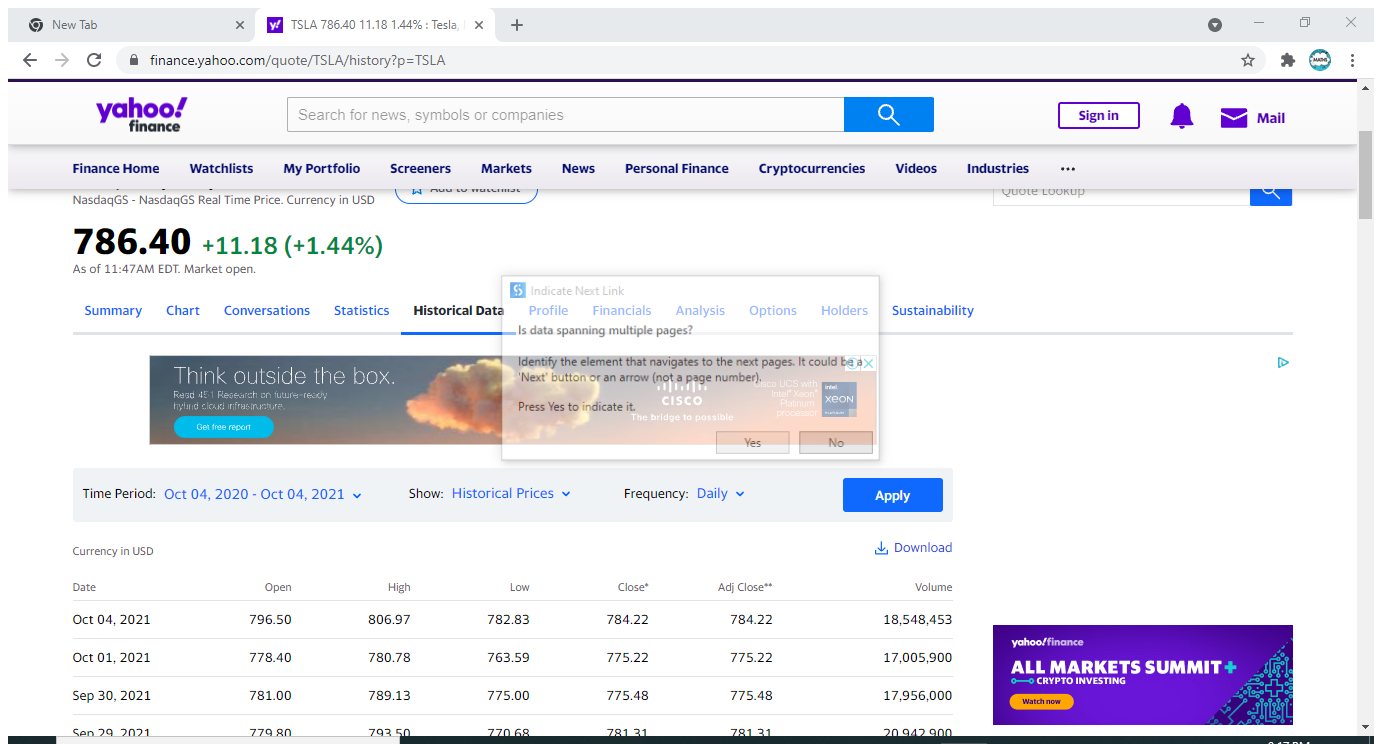 New Tab
TSLA 786.40 11.18 1.44% : Tesla,
finance.yahoo.com/quote/TSLA/history?p=TSLA
yahoo!
finance
Search for news, symbols or companies
Sign in
Mail
Finance Home Watchlists My Portfolio Screeners Markets News Personal Finance Cryptocurrencies Videos Industries ...
Add to watchlist
Quote Lookup
NasdaqGS - NasdaqGS Real Time Price. Currency in USD
786.40 +11.18 (+1.44%)
As of 11:47AM EDT. Market open.
Indicate Next Link
Summary Chart Conversations Statistics Historical Data Profile Financials Analysis Options Holders Sustainability
Is data spanning multiple pages?
Identify the element that navigates to the next pages. It could be a
'Next' button or an arrow (not a page number).
Press Yes to indicate it.
Yes No
Think outside the box.
Read 451 Research on future-ready
hybrid cloud infrastructure.
Get free report
CISCO
The bridge to possible
Cisco UCS with
Intel® Xeon®
Platinum
processor
intel
XEON
Time Period: Oct 04, 2020 - Oct 04, 2021 Show: Historical Prices Frequency: Daily Apply
Currency in USD Download
Date Open High Low Close* Adj Close** Volume
Oct 04, 2021 796.50 806.97 782.83 784.22 784.22 18,548,453
Oct 01, 2021 778.40 780.78 763.59 775.22 775.22 17,005,900
Sep 30, 2021 781.00 789.13 775.00 775.48 775.48 17,956,000
Sep 29, 2021 779.80 793.50 770.68 781.31 781.31 20,942,900
yahoo!finance
ALL MARKETS SUMMIT+
CRYPTO INVESTING
Watch now